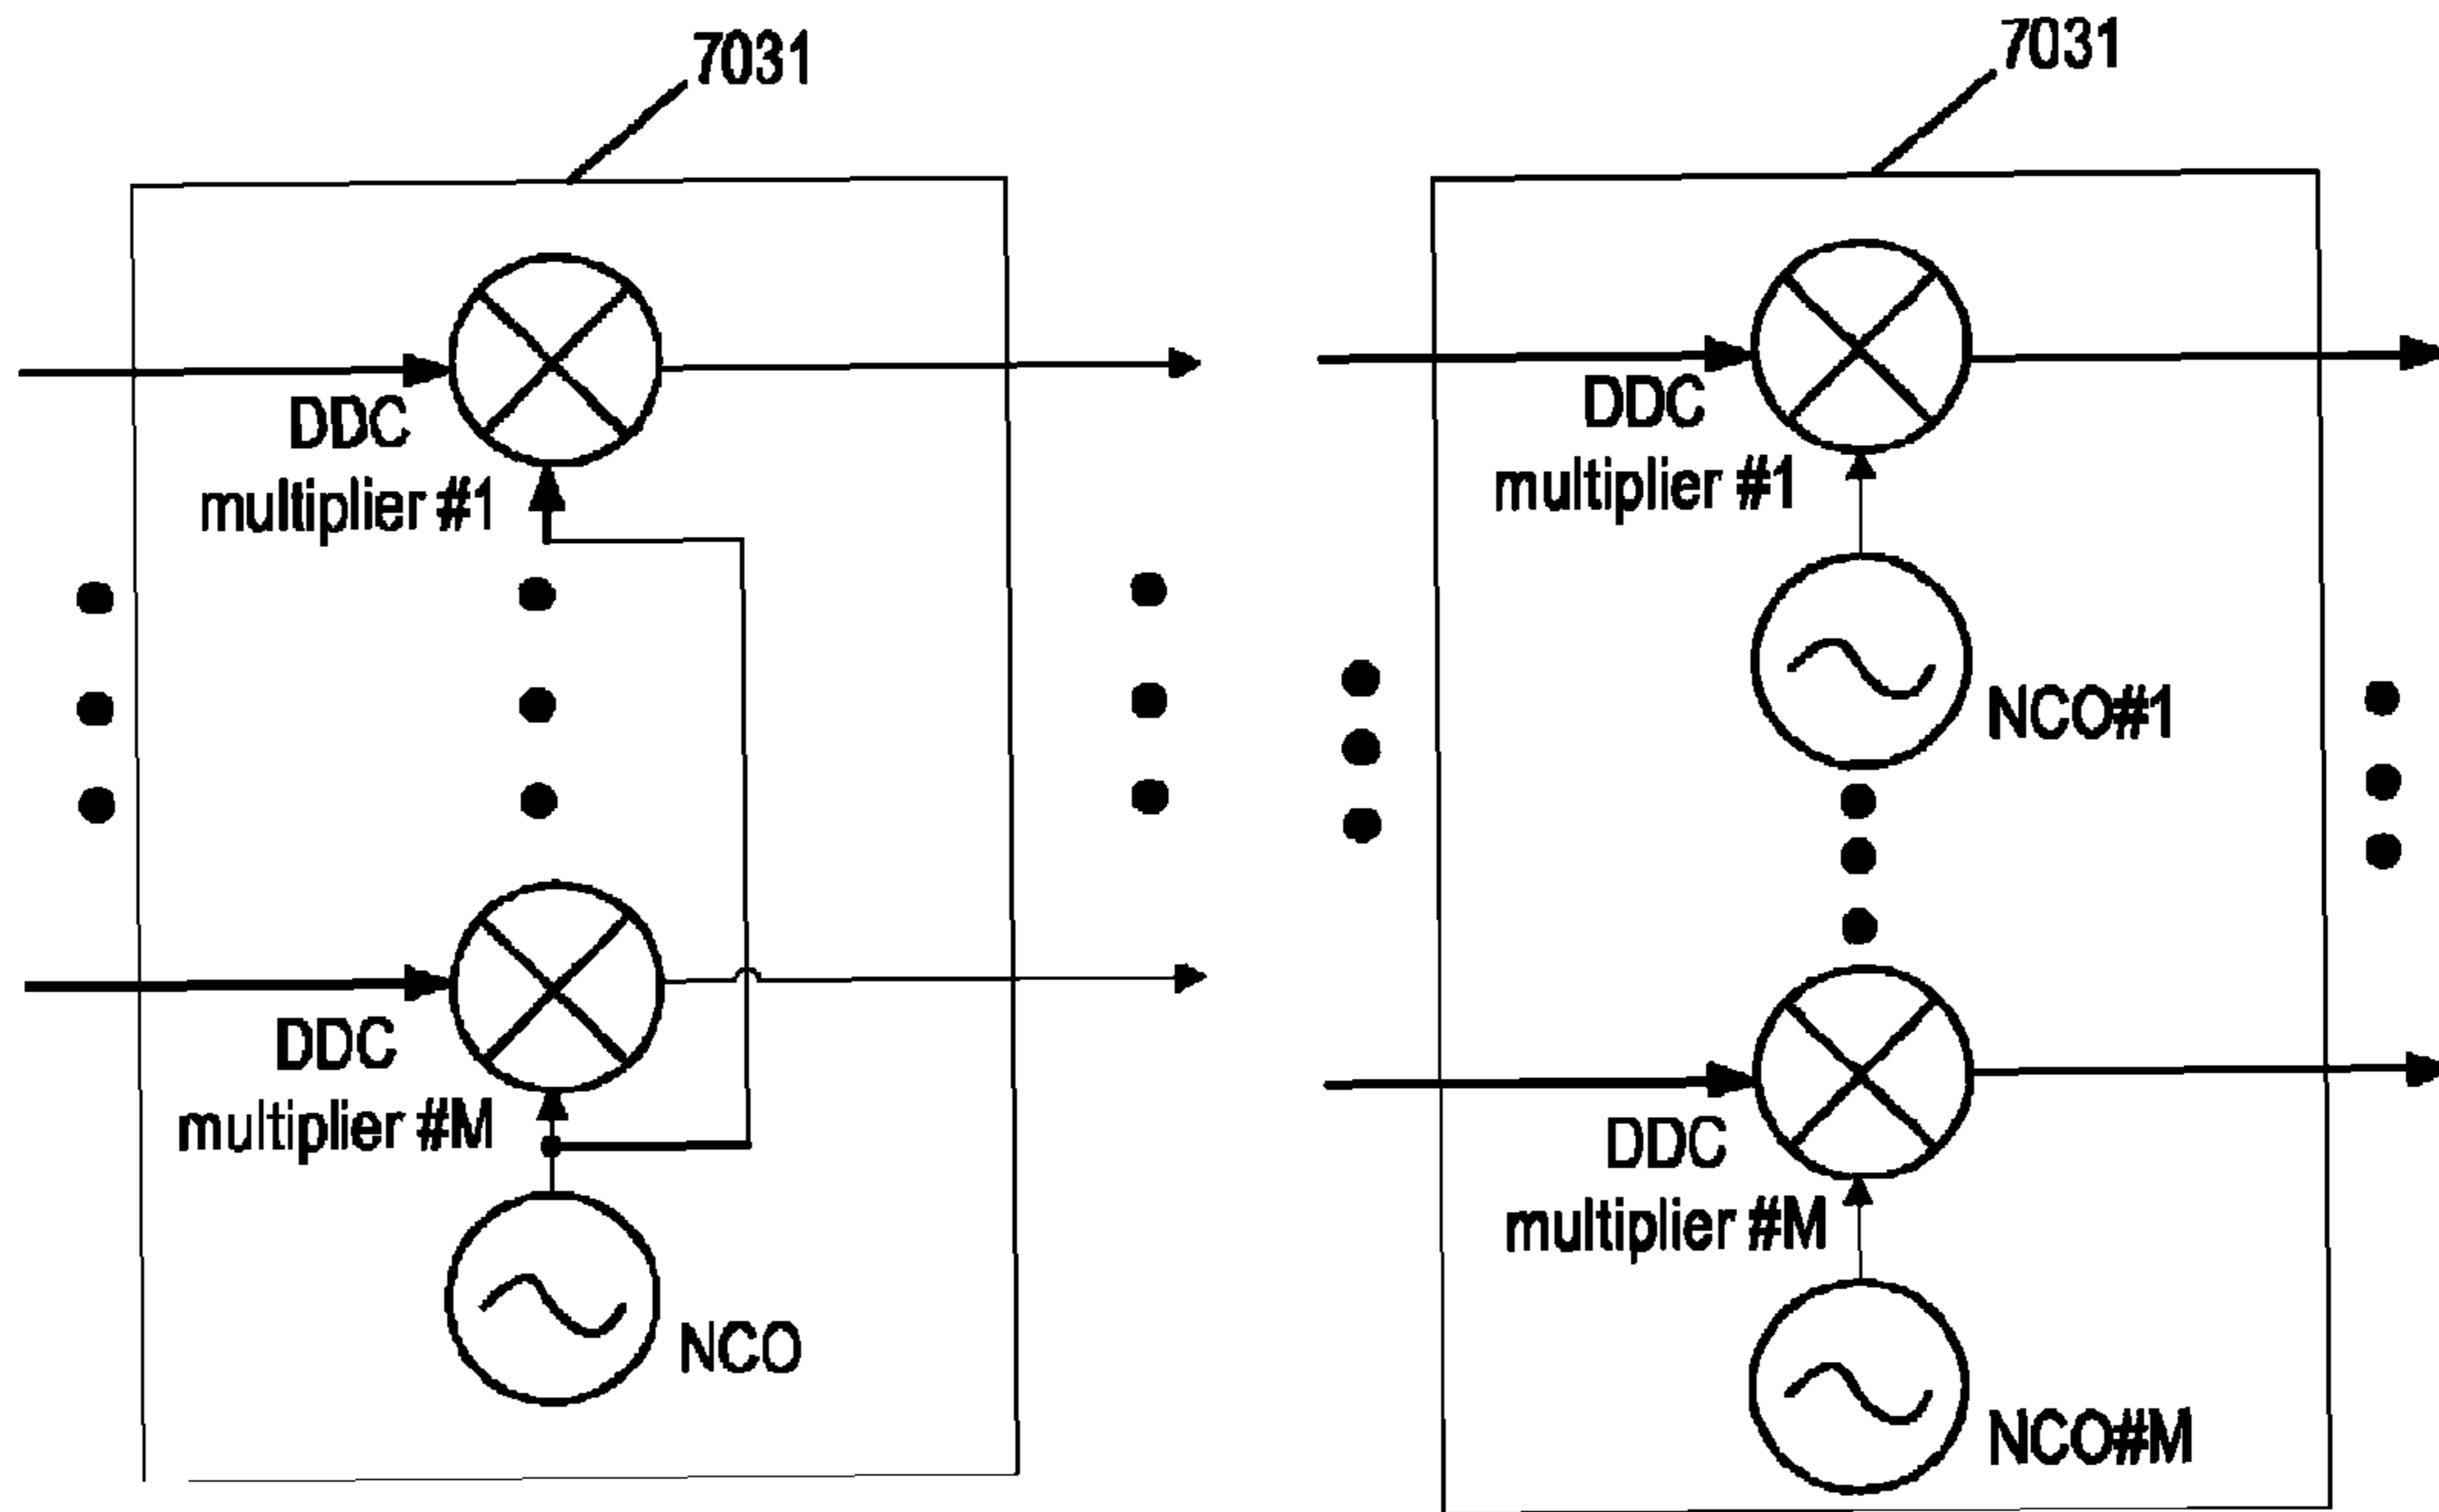 7031
DDC
multiplier #1
DDC
multiplier #M
NCO
7031
DDC
multiplier #1
NCO#1
DDC
multiplier #M
NCO#M